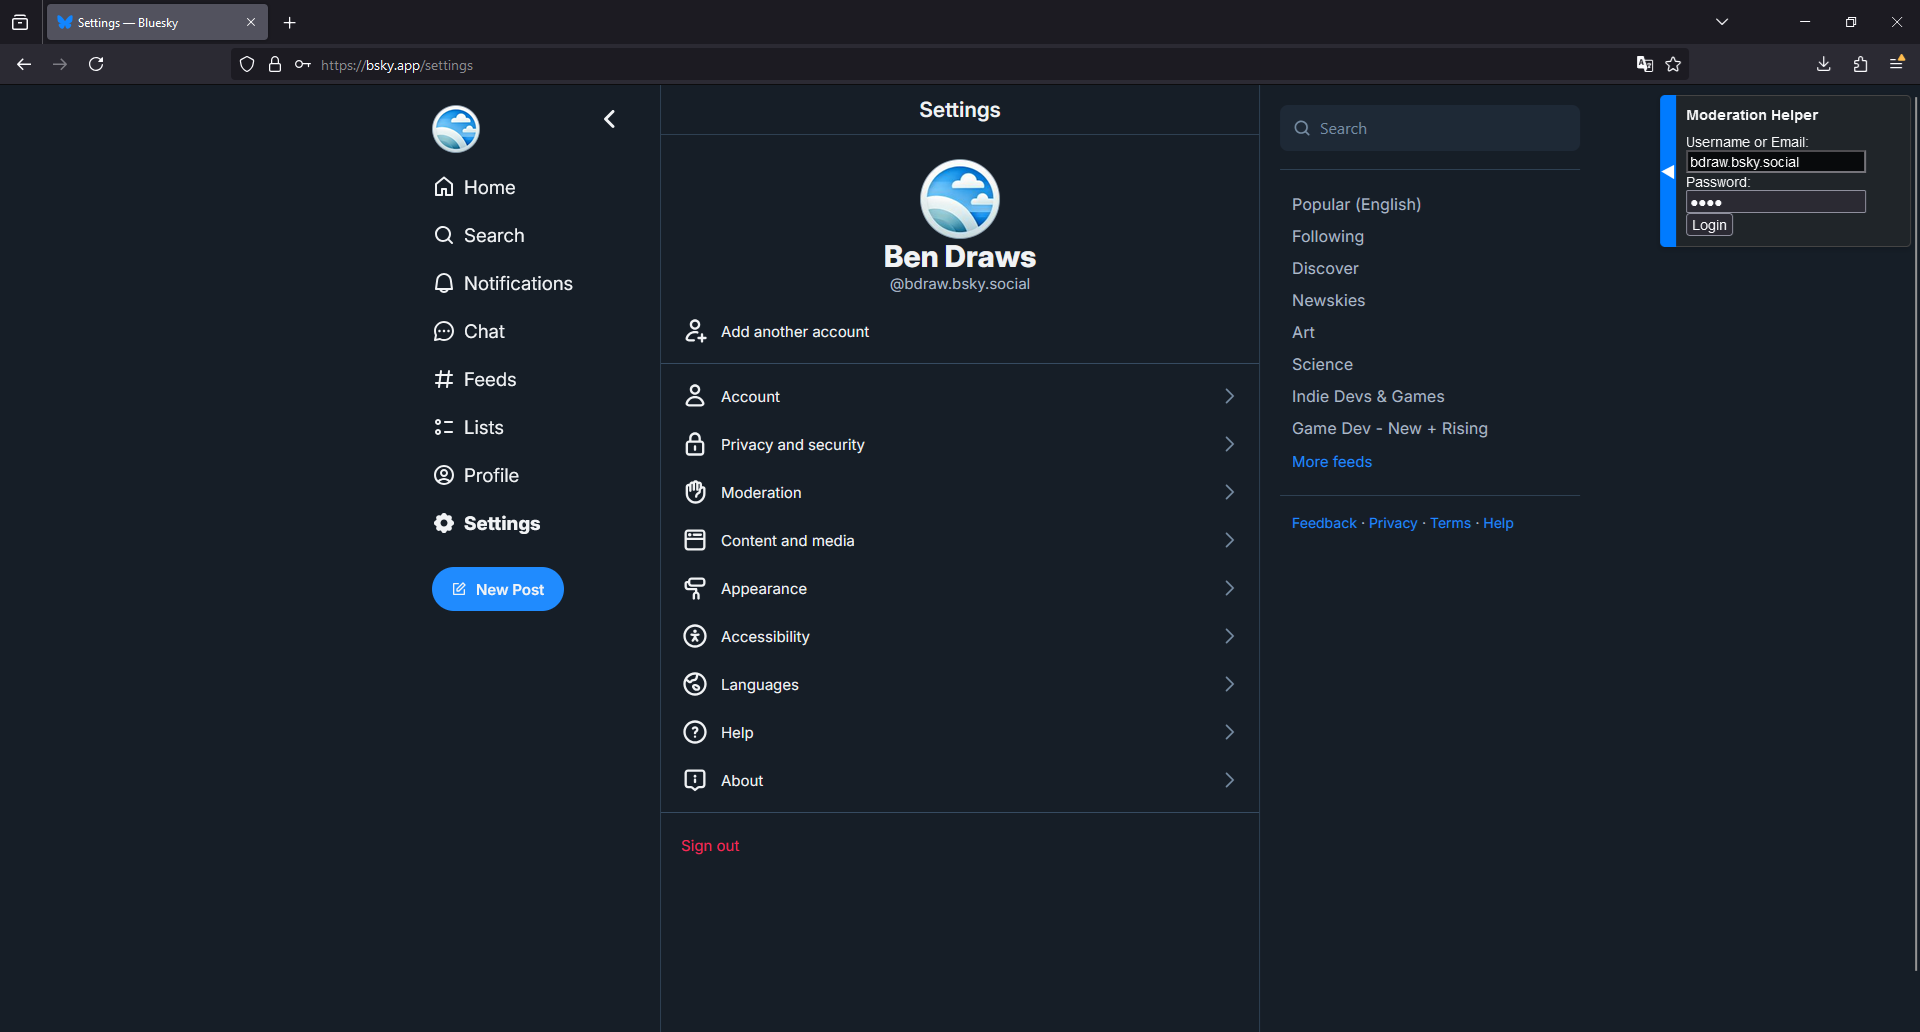 Settings — Bluesky
https://bsky.app/settings
Home
Search
Notifications
Chat
Feeds
Lists
Profile
Settings
New Post
Settings
Ben Draws
@bdraw.bsky.social
Add another account
Account
Privacy and security
Moderation
Content and media
Appearance
Accessibility
Languages
Help
About
Sign out
Search
Popular (English)
Following
Discover
Newskies
Art
Science
Indie Devs & Games
Game Dev - New + Rising
More feeds
Feedback · Privacy · Terms · Help
Moderation Helper
Username or Email:
bdraw.bsky.social
Password:
●●●●
Login